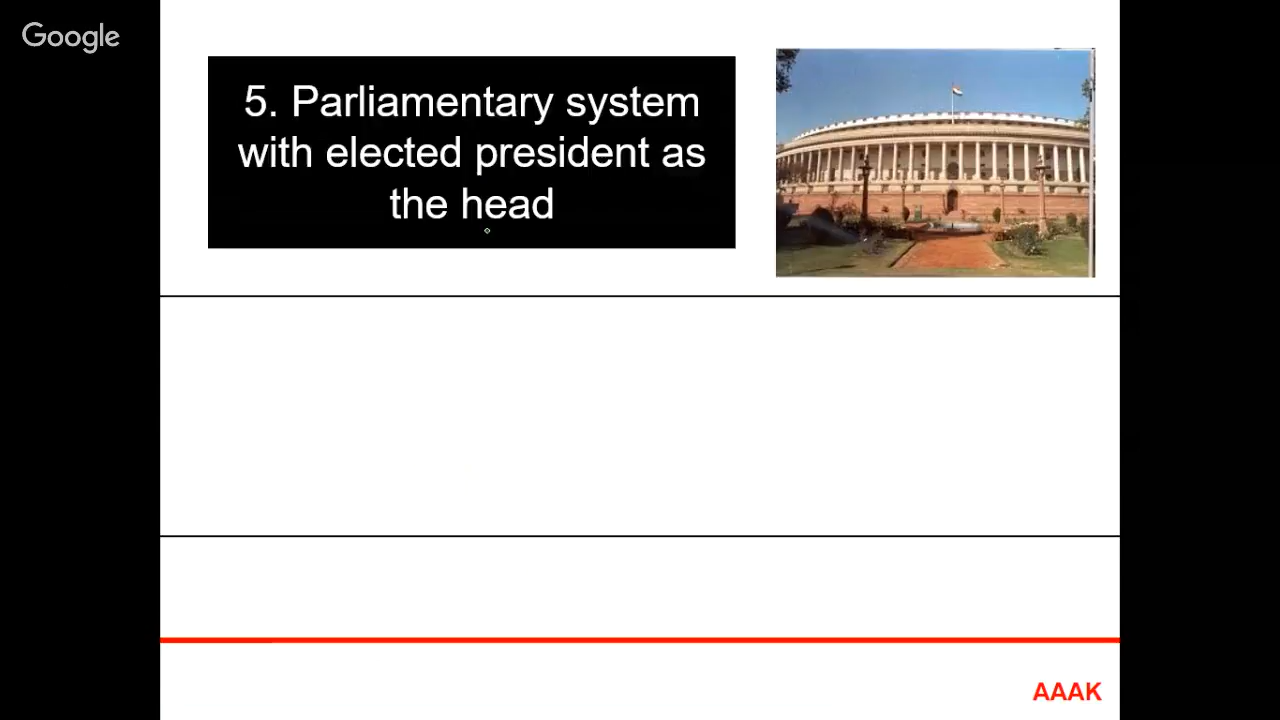 Google
5. Parliamentary system
with elected president as
the head
AAAK